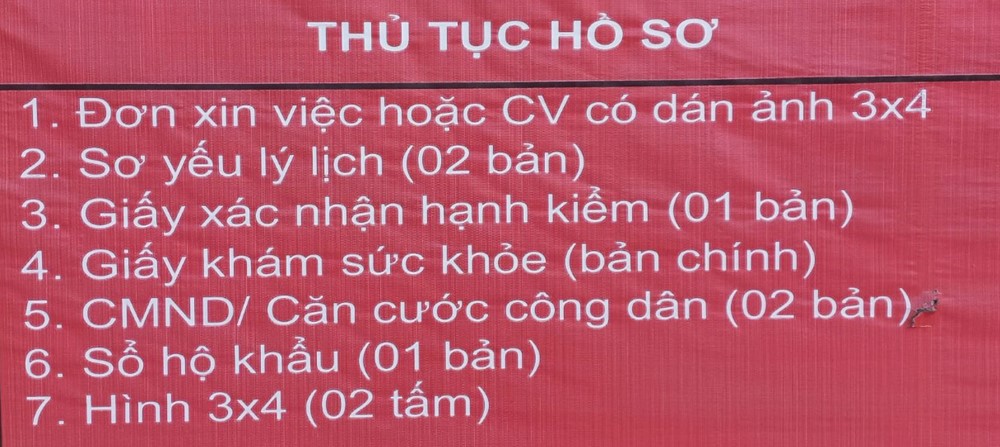 THỦ TỤC HỒ SƠ
1. Đơn xin việc hoặc CV có dán ảnh 3x4
2. Sơ yếu lý lịch (02 bản)
3. Giấy xác nhận hạnh kiểm (01 bản)
4. Giấy khám sức khỏe (bản chính)
5. CMND/ Căn cước công dân (02 bản)
6. Sổ hộ khẩu (01 bản)
7. Hình 3x4 (02 tấm)